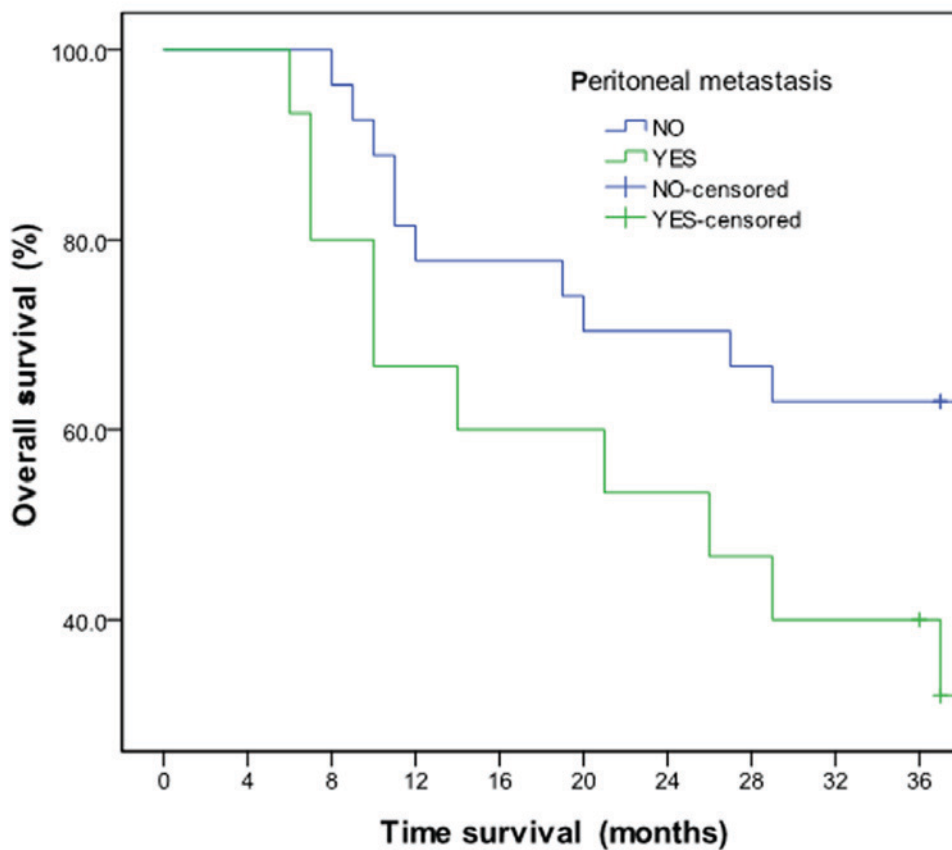 100.0
80.0
60.0
40.0
Overall survival (%)
Peritoneal metastasis
NO
YES
NO-censored
YES-censored
0 4 8 12 16 20 24 28 32 36
Time survival (months)